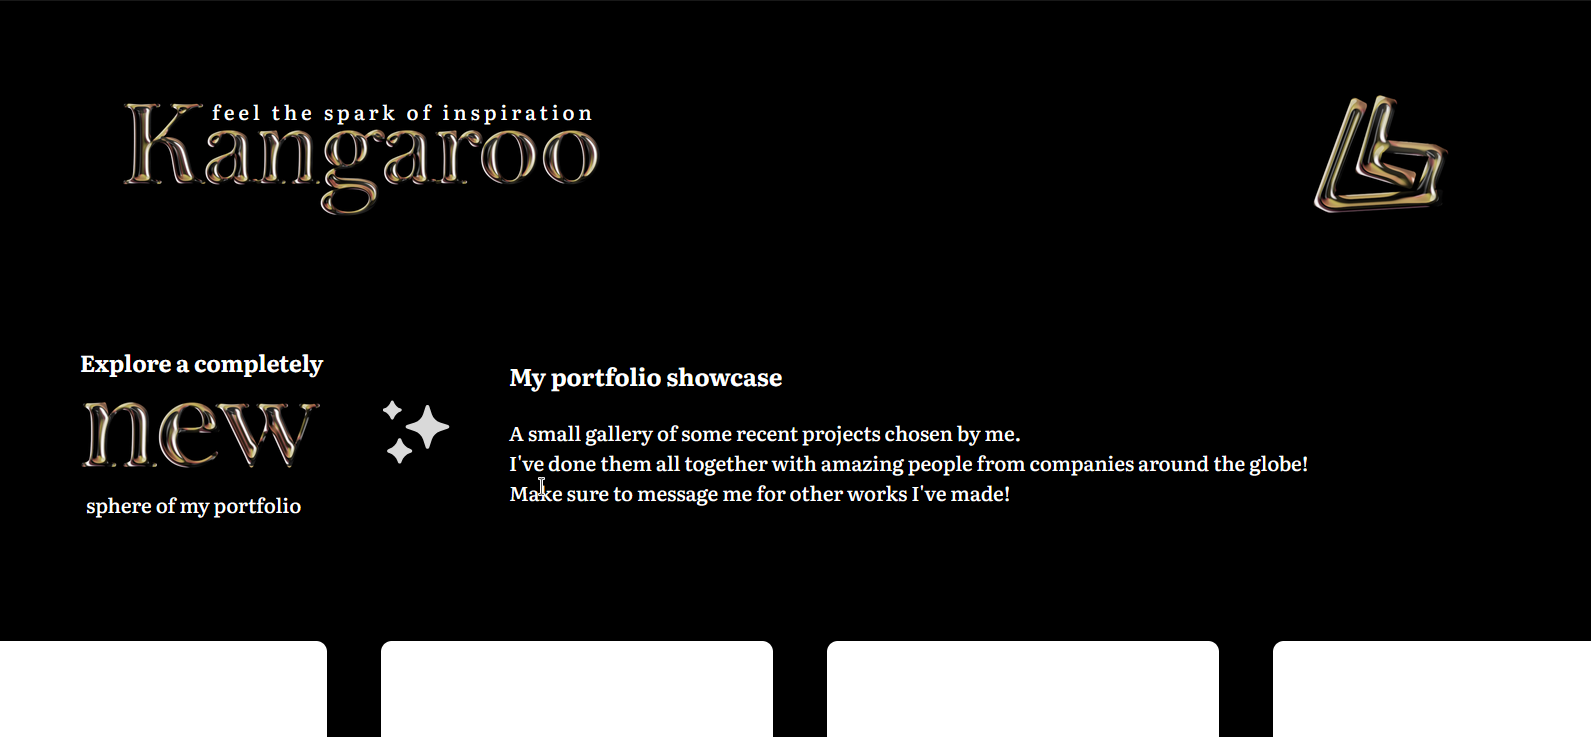 feel the spark of inspiration
Kangaroo
Explore a completely
new
sphere of my portfolio
My portfolio showcase
A small gallery of some recent projects chosen by me.
I've done them all together with amazing people from companies around the globe!
Make sure to message me for other works I've made!